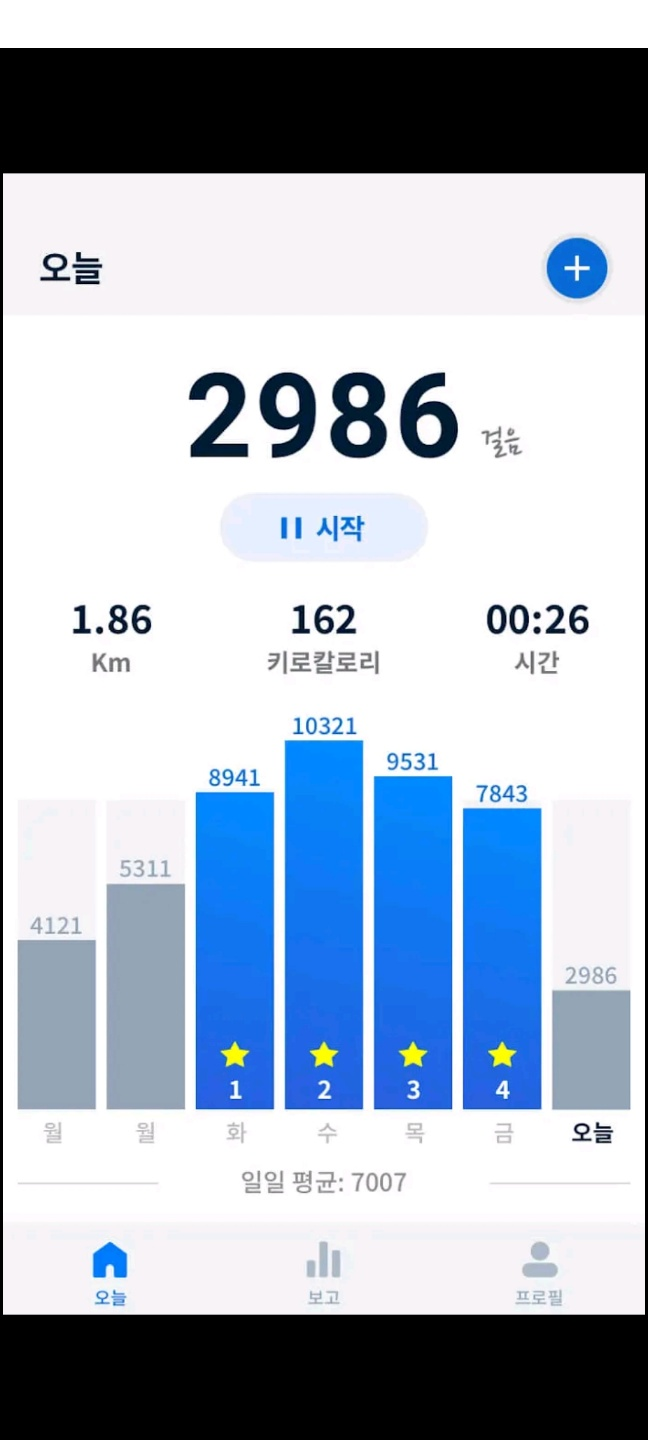 오늘
2986 걸음
시작
1.86 162 00:26
Km 키로칼로리 시간
10321
9531
8941
7843
5311
4121
2986
1 2 3 4
월 월 화 수 목 금 오늘
일일 평균: 7007
오늘 보고 프로필